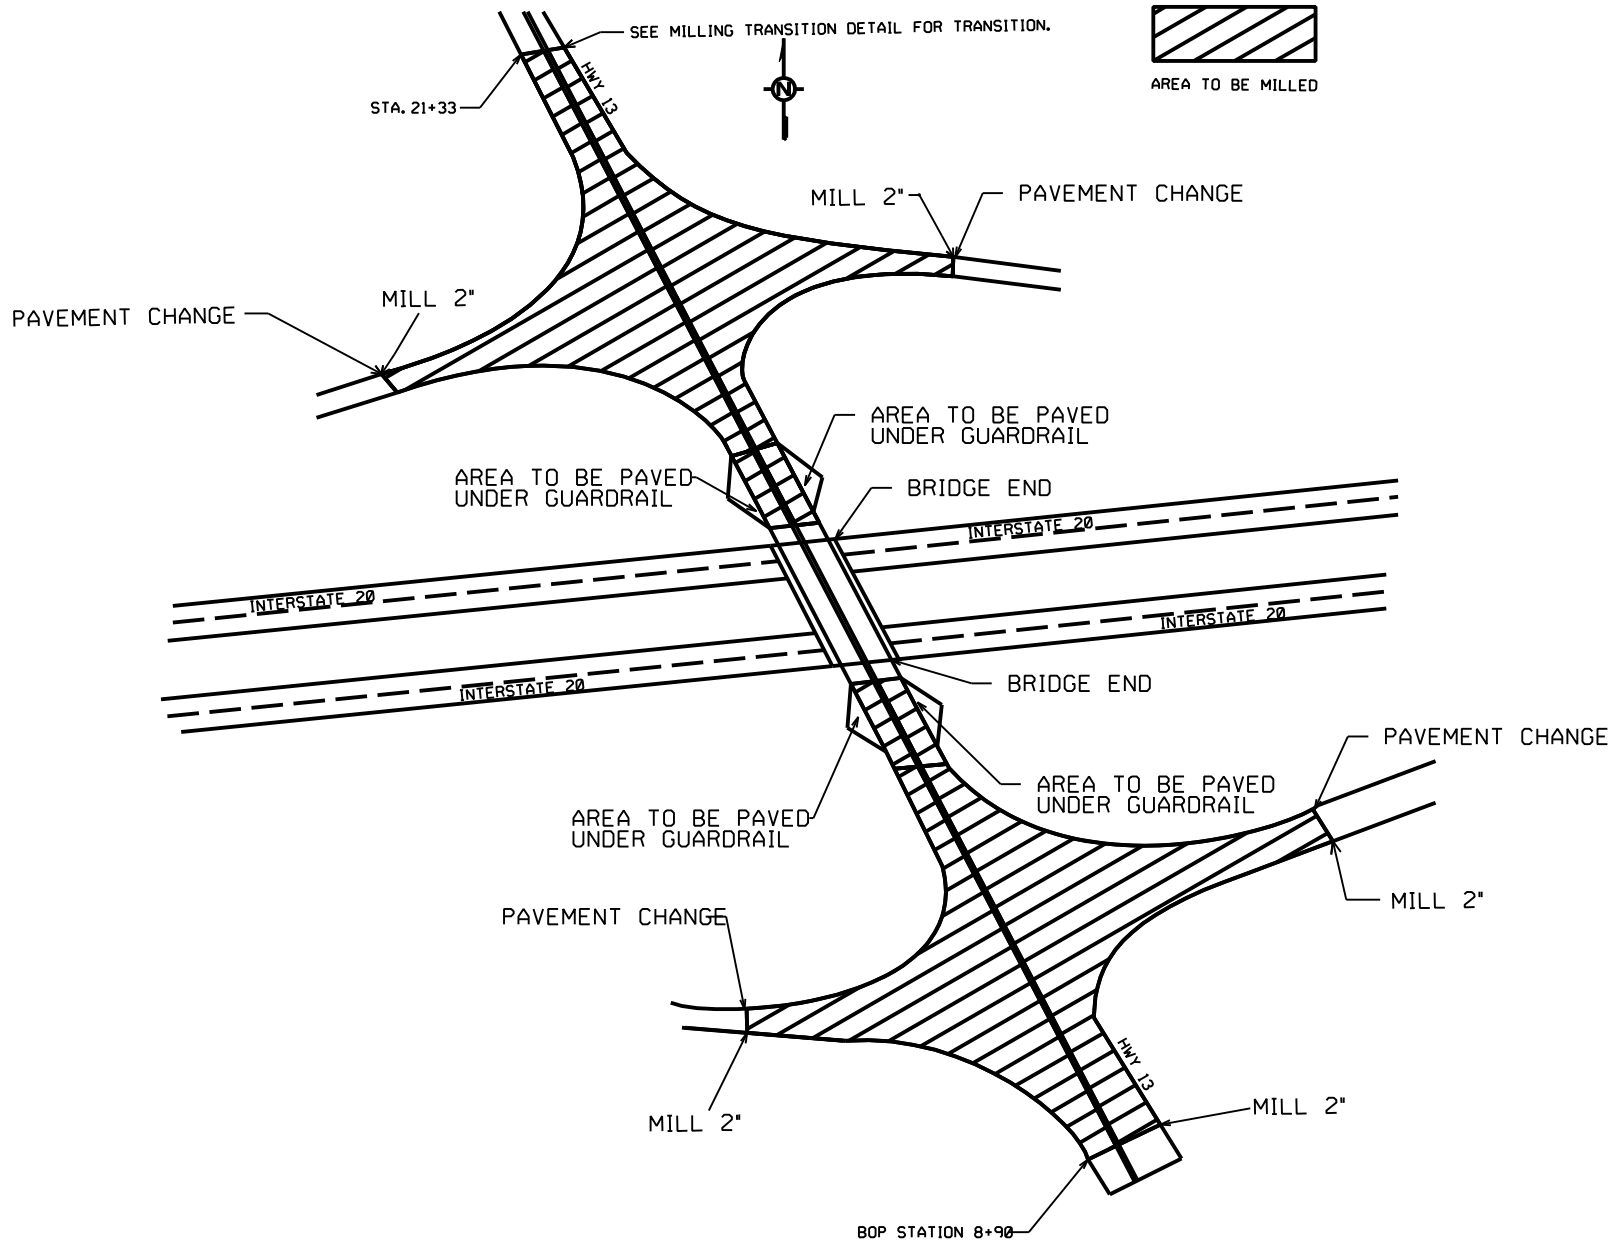 SEE MILLING TRANSITION DETAIL FOR TRANSITION.
HWY 13
STA. 21+33
N
AREA TO BE MILLED
MILL 2"
PAVEMENT CHANGE
MILL 2"
PAVEMENT CHANGE
AREA TO BE PAVED
UNDER GUARDRAIL
AREA TO BE PAVED
UNDER GUARDRAIL
BRIDGE END
INTERSTATE 20
INTERSTATE 20
INTERSTATE 20
INTERSTATE 20
BRIDGE END
PAVEMENT CHANGE
AREA TO BE PAVED
UNDER GUARDRAIL
AREA TO BE PAVED
UNDER GUARDRAIL
MILL 2"
PAVEMENT CHANGE
HWY 13
MILL 2"
MILL 2"
BOP STATION 8+90